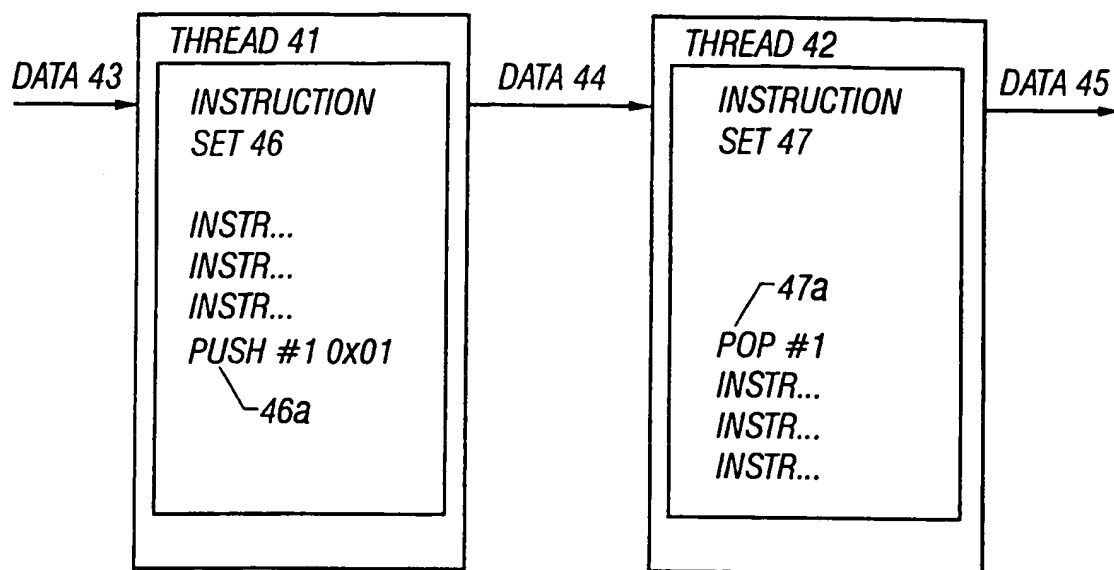 DATA 43
THREAD 41
INSTRUCTION
SET 46
INSTR...
INSTR...
INSTR...
PUSH #1 0X01
46a
DATA 44
THREAD 42
INSTRUCTION
SET 47
47a
POP #1
INSTR...
INSTR...
INSTR...
DATA 45